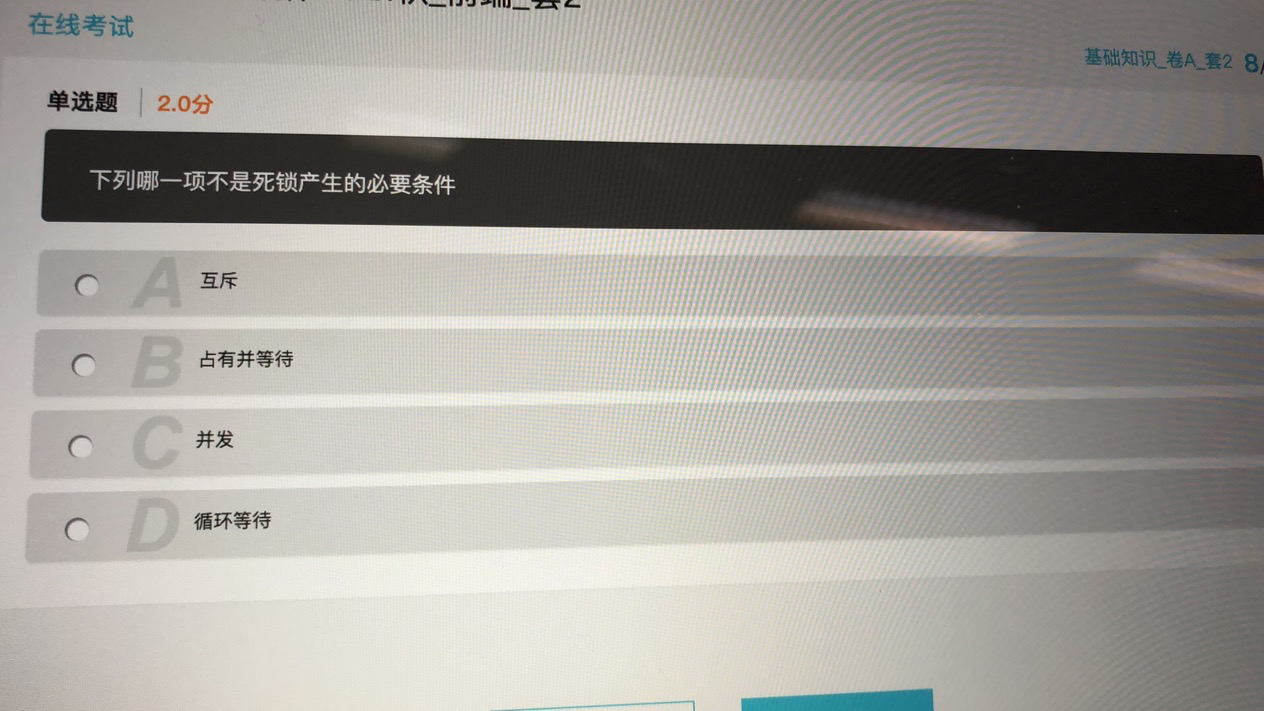 在线考试
基础知识_卷A_套2 8/
单选题 2.0分
下列哪一项不是死锁产生的必要条件
A 互斥
B 占有并等待
C 并发
D 循环等待